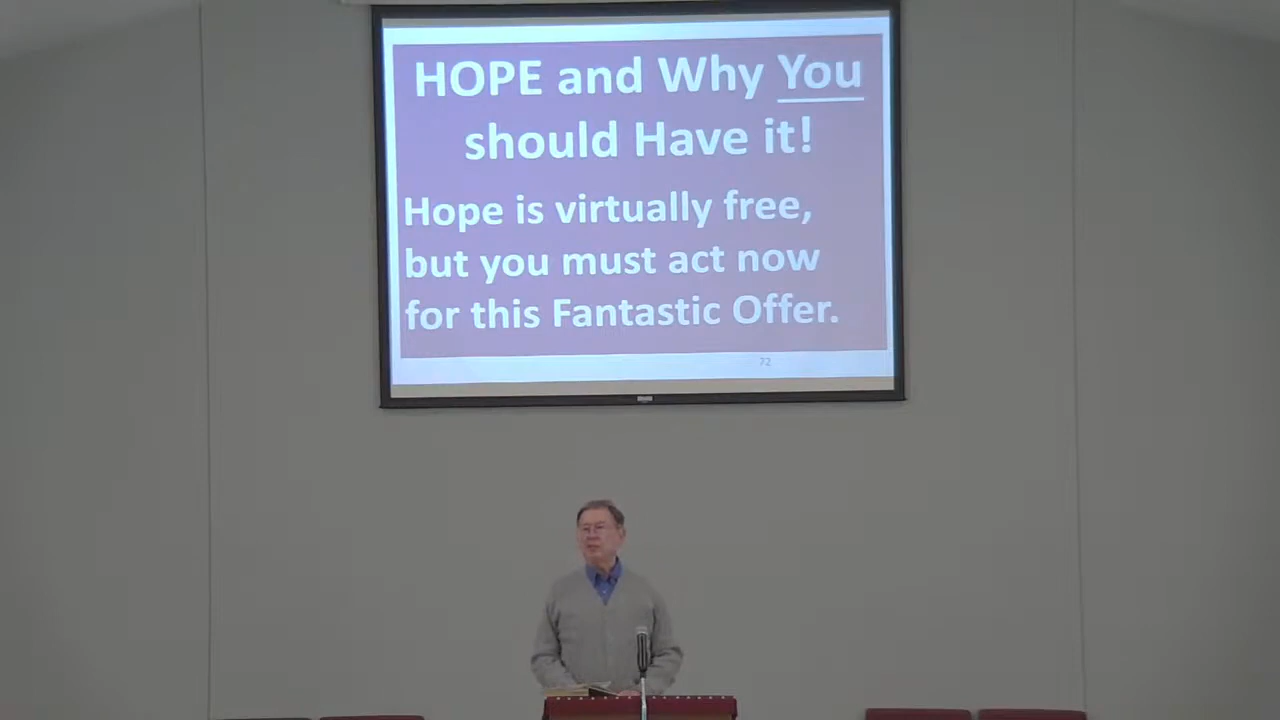 HOPE and Why You
should Have it!
Hope is virtually free,
but you must act now
for this Fantastic Offer.
72